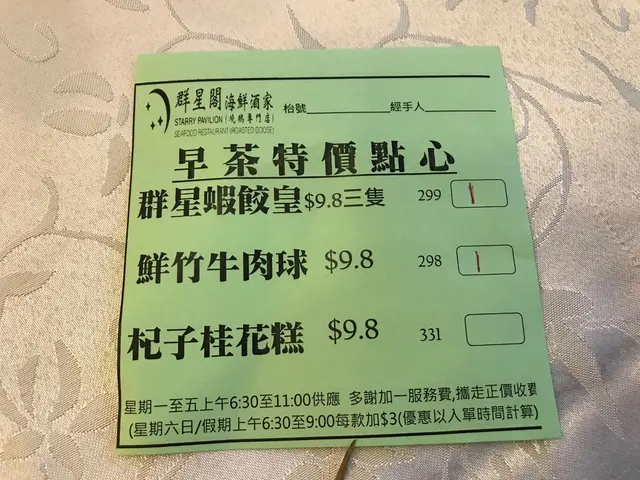 群星閣海鮮酒家
STARRY PAVILION (燒鵝專門店)
SEAFOOD RESTAURANT (ROASTED GOOSE)
枱號 經手人
早茶特價點心
群星蝦餃皇 $9.8三隻 299 1
鮮竹牛肉球 $9.8 298 1
杞子桂花糕 $9.8 331
星期一至五上午6:30至11:00供應 多謝加一服務費,攜走正價收費
(星期六日/假期上午6:30至9:00每款加$3(優惠以入單時間計算)